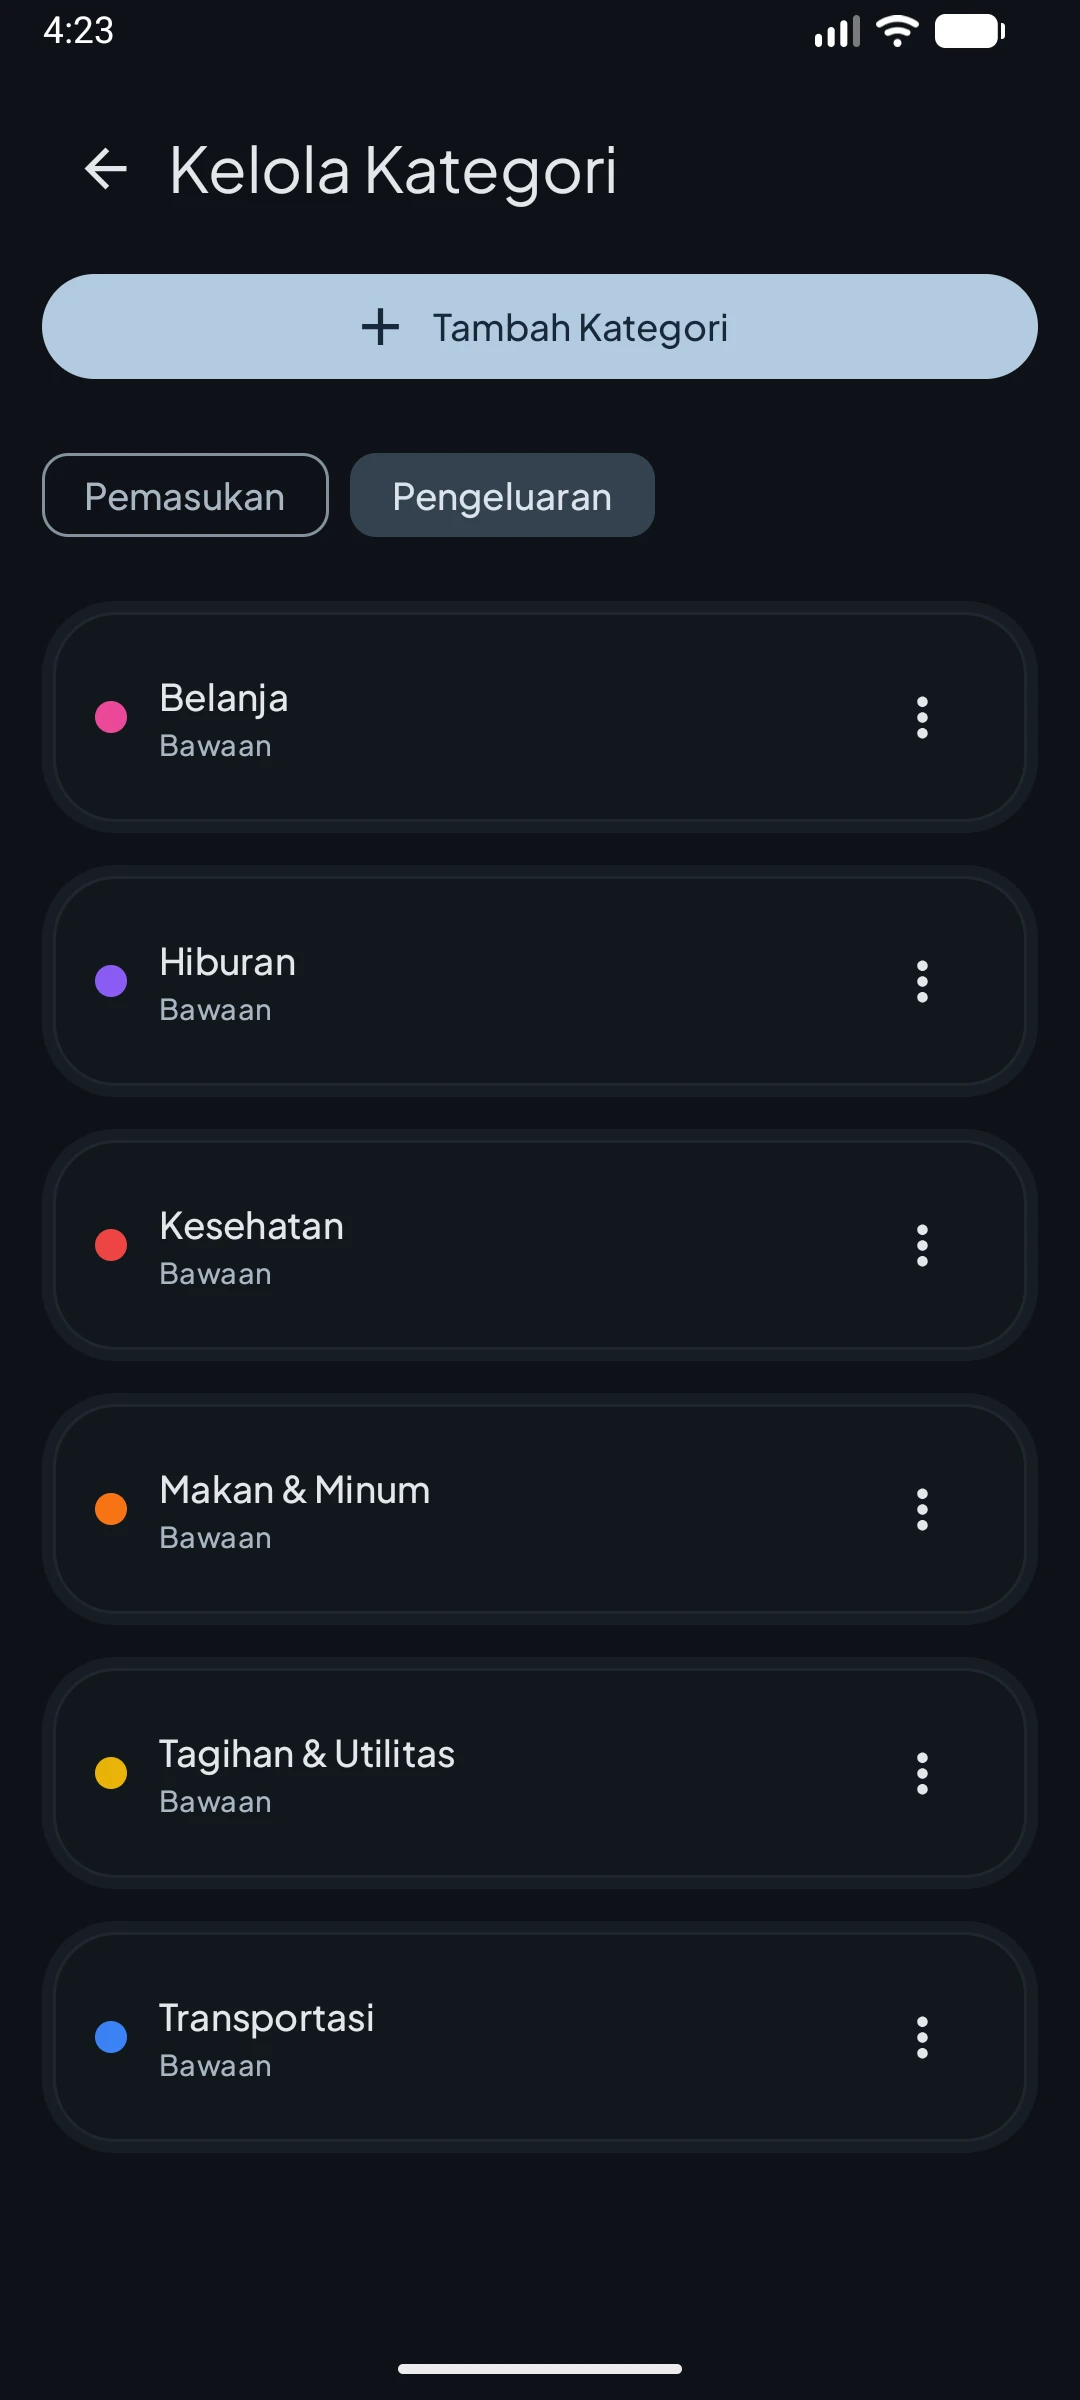 4:23
Kelola Kategori
Tambah Kategori
Pemasukan
Pengeluaran
Belanja
Bawaan
Hiburan
Bawaan
Kesehatan
Bawaan
Makan & Minum
Bawaan
Tagihan & Utilitas
Bawaan
Transportasi
Bawaan